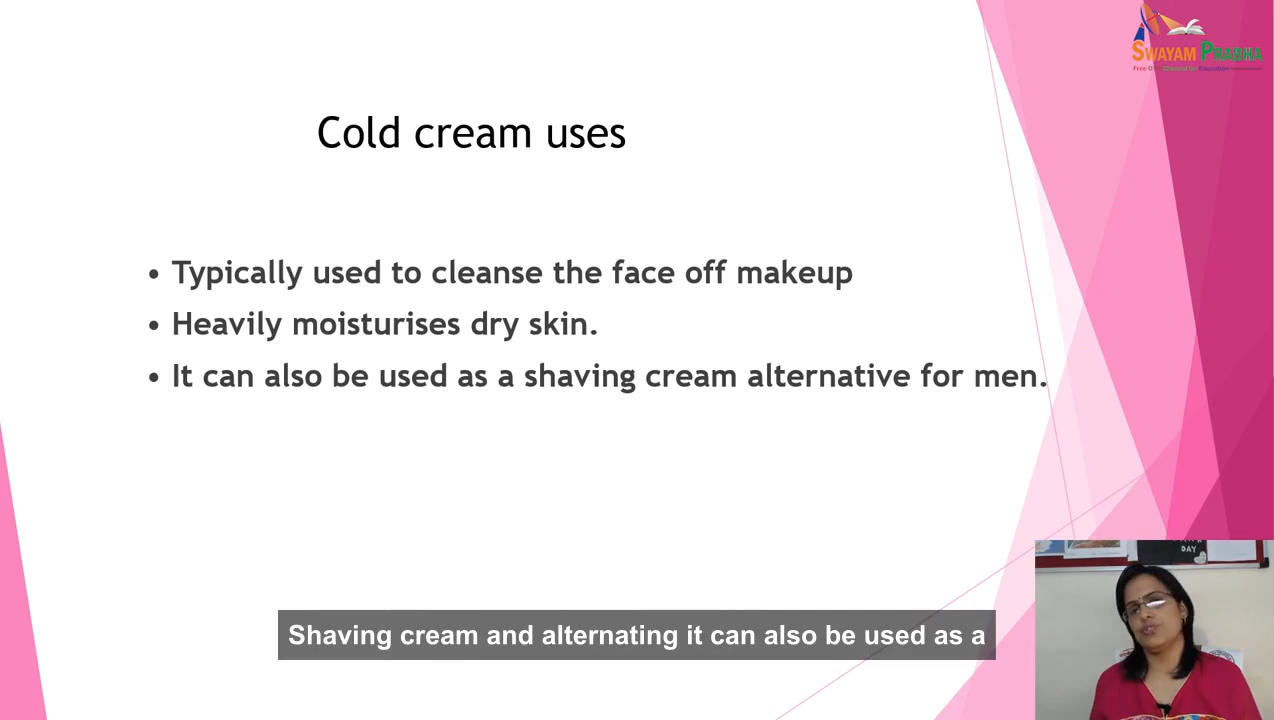 SWAYAM PRABHA
Cold cream uses
• Typically used to cleanse the face off makeup
• Heavily moisturises dry skin.
• It can also be used as a shaving cream alternative for men.
DAY
Shaving cream and alternating it can also be used as a